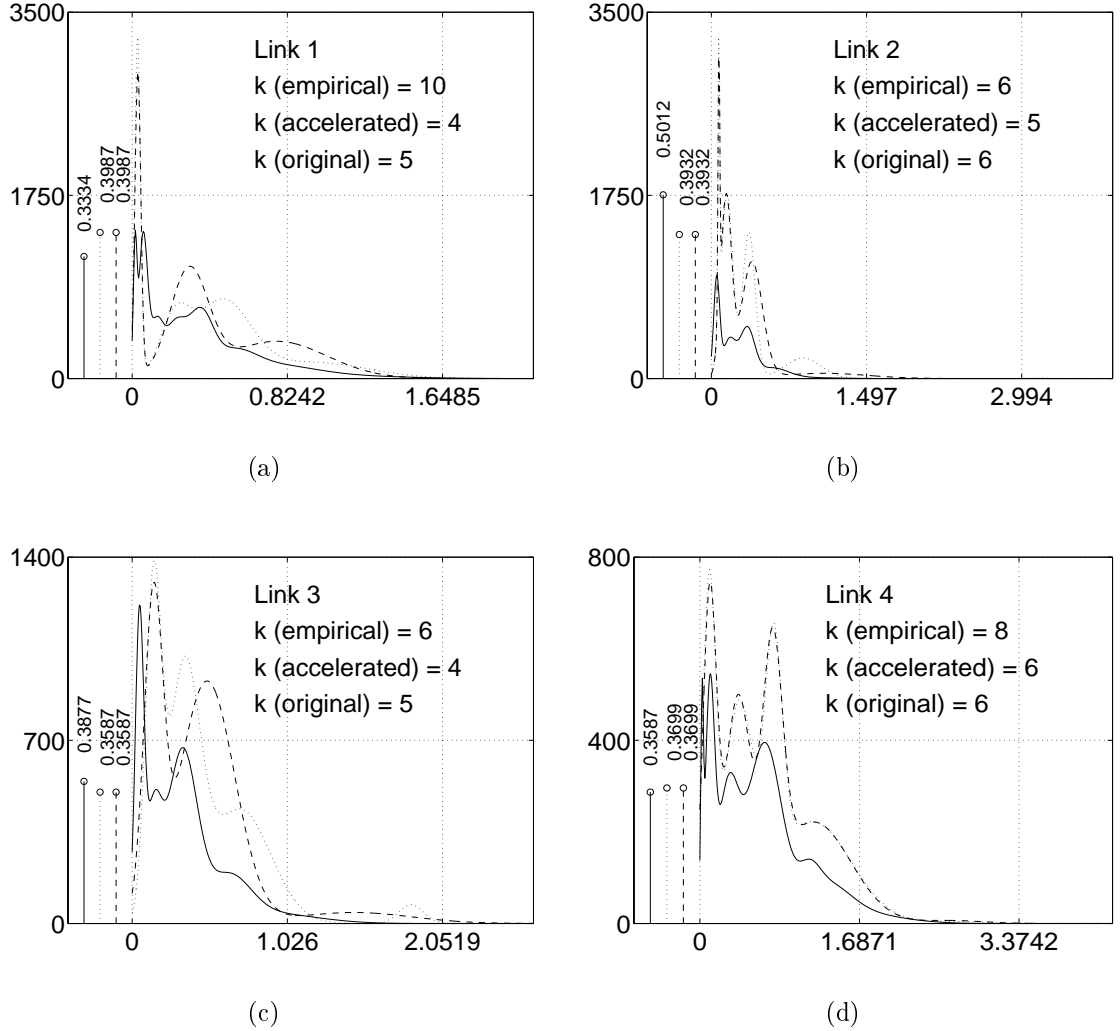 3500
1750
0
0.3334
0.3987
0.3987
Link 1
k (empirical) = 10
k (accelerated) = 4
k (original) = 5
0
0.8242
1.6485
(a)
3500
1750
0
0.5012
0.3932
0.3932
Link 2
k (empirical) = 6
k (accelerated) = 5
k (original) = 6
0
1.497
2.994
(b)
1400
700
0
0.3877
0.3587
0.3587
Link 3
k (empirical) = 6
k (accelerated) = 4
k (original) = 5
0
1.026
2.0519
(c)
800
400
0
0.3587
0.3699
0.3699
Link 4
k (empirical) = 8
k (accelerated) = 6
k (original) = 6
0
1.6871
3.3742
(d)